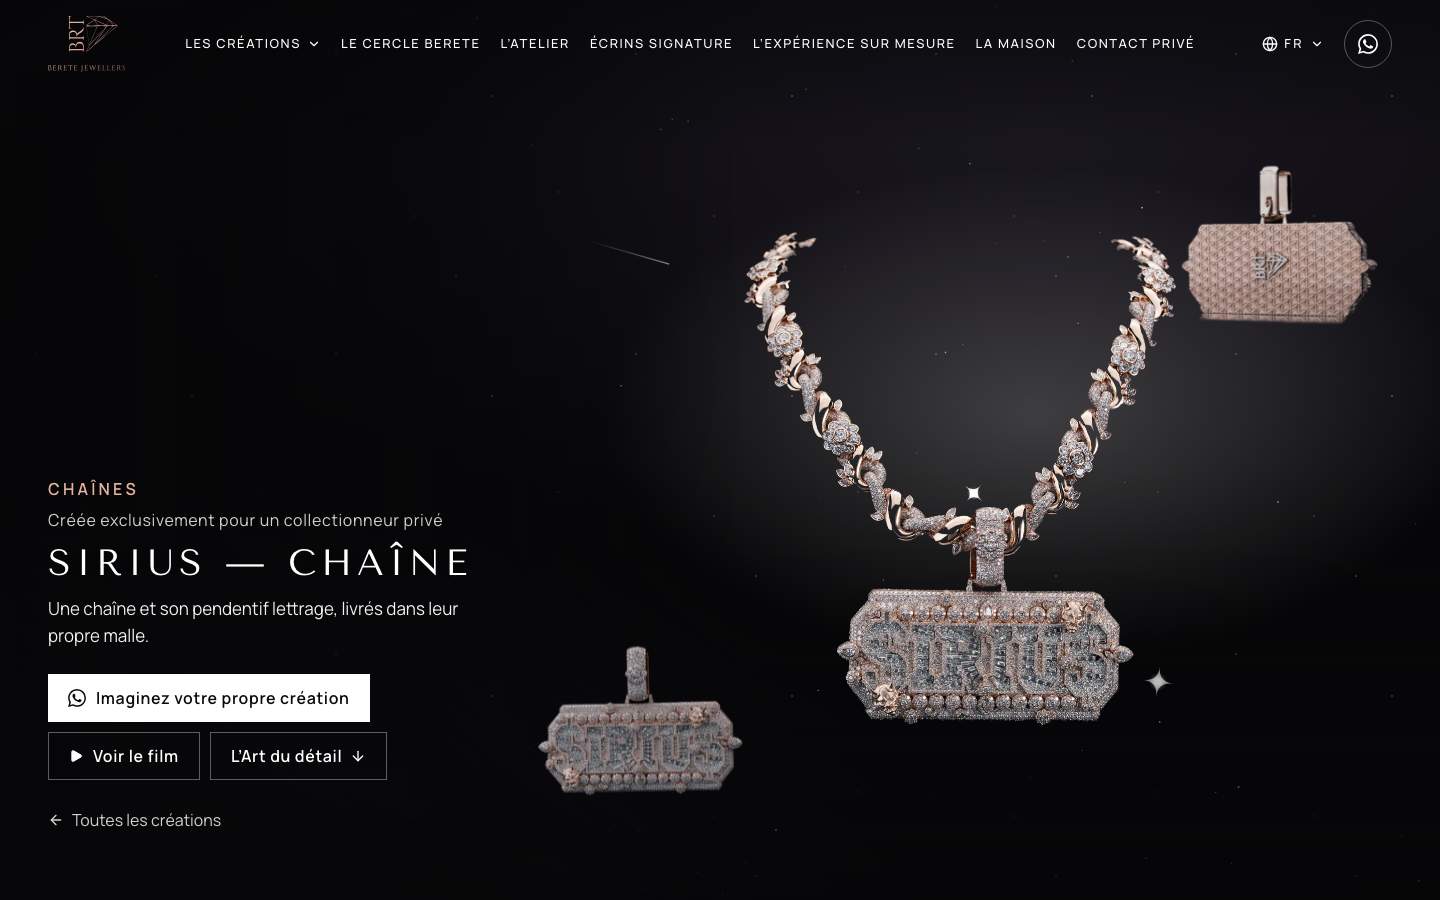 BRT
BERETE JEWELLERS
LES CRÉATIONS
LE CERCLE BERETE
L'ATELIER
ÉCRINS SIGNATURE
L'EXPÉRIENCE SUR MESURE
LA MAISON
CONTACT PRIVÉ
FR
BRT
CHAÎNES
Créée exclusivement pour un collectionneur privé
SIRIUS — CHAÎNE
Une chaîne et son pendentif lettrage, livrés dans leur
propre malle.
Imaginez votre propre création
Voir le film
L'Art du détail
Toutes les créations
SIRIUS
SIRIUS